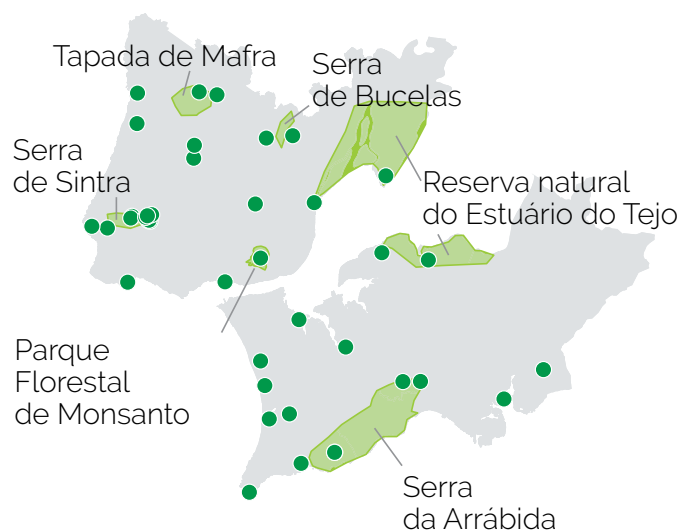 Tapada de Mafra
Serra
de Bucelas
Serra
de Sintra
Reserva natural
do Estuário do Tejo
Parque
Florestal
de Monsanto
Serra
da Arrábida